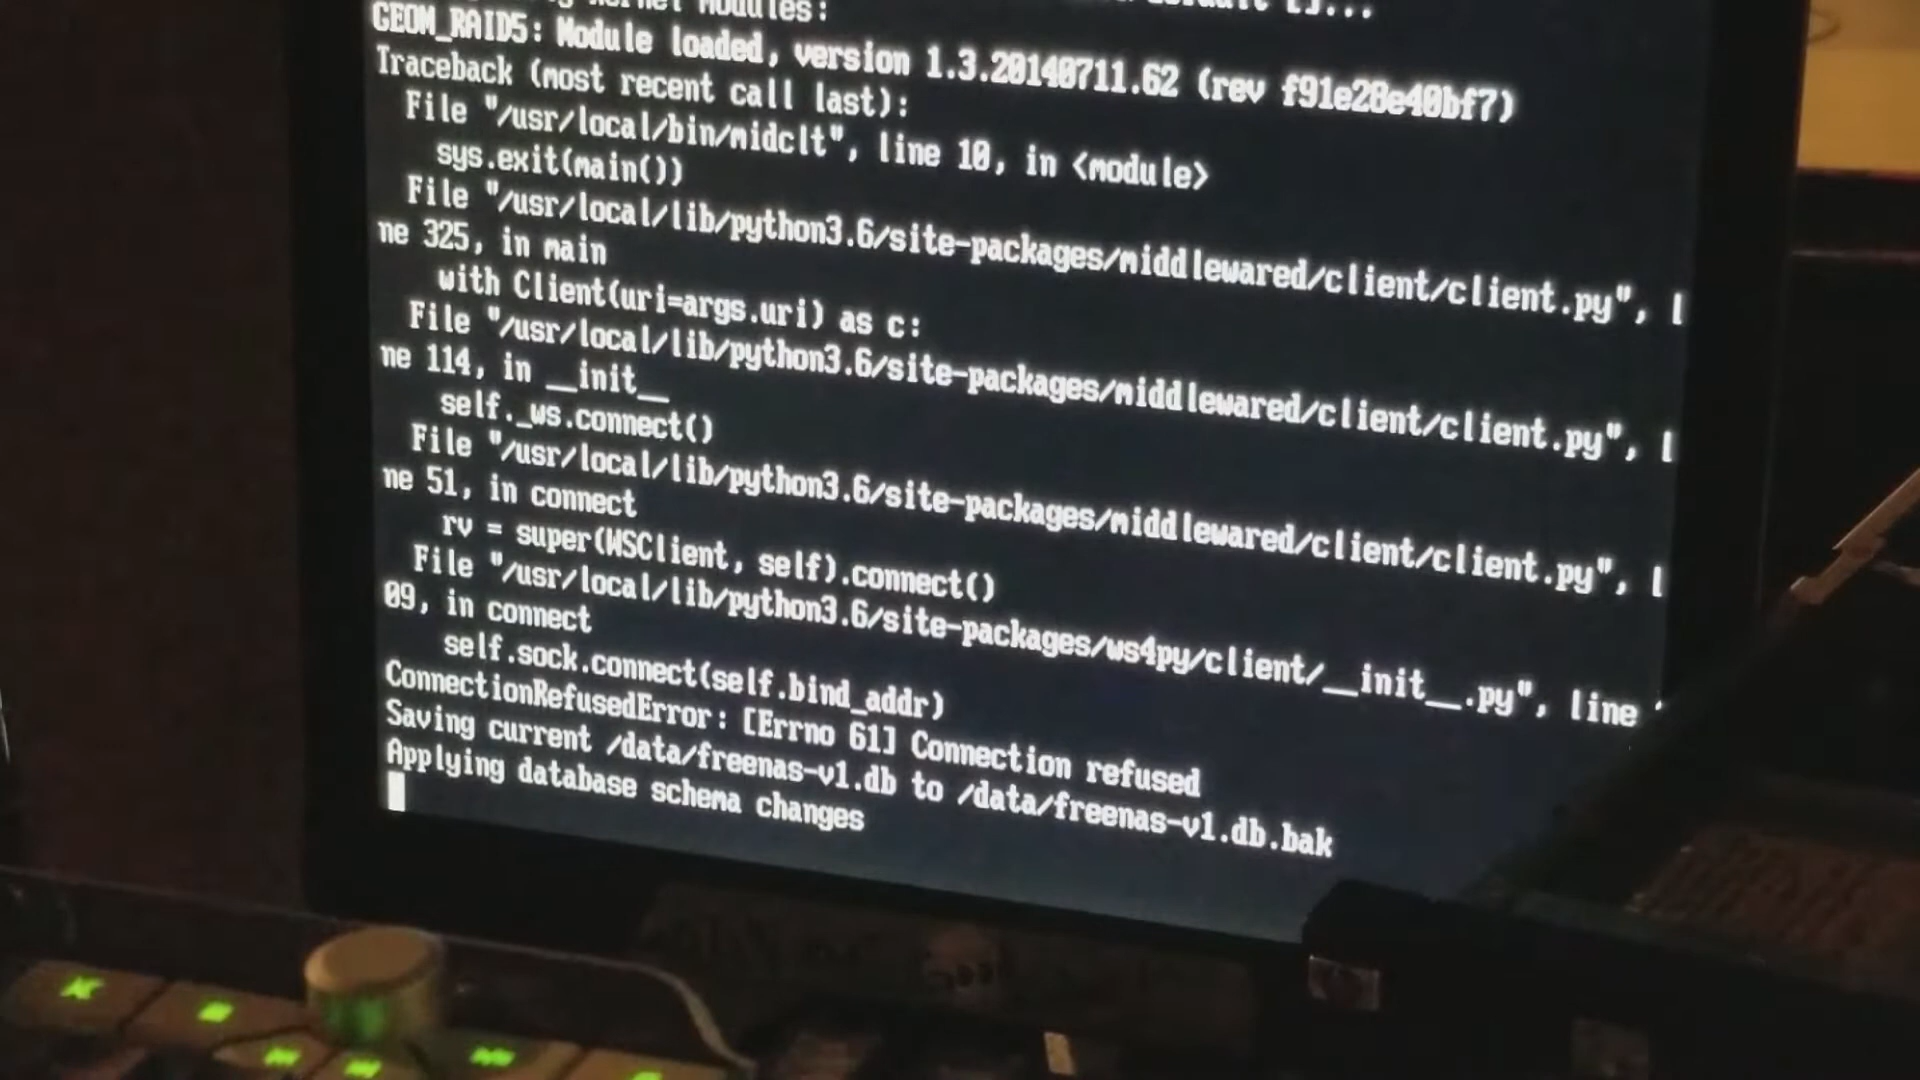 Modules:
GEOM_RAID5: Module loaded, version 1.3.20140711.62 (rev f91e28e40bf7)
Traceback (most recent call last):
File "/usr/local/bin/midclt", line 10, in <module>
sys.exit(main())
File "/usr/local/lib/python3.6/site-packages/middlewared/client/client.py", l
ne 325, in main
with Client(uri=args.uri) as c:
File "/usr/local/lib/python3.6/site-packages/middlewared/client/client.py", l
ne 114, in __init__
self._ws.connect()
File "/usr/local/lib/python3.6/site-packages/middlewared/client/client.py", l
ne 51, in connect
rv = super(WSClient, self).connect()
File "/usr/local/lib/python3.6/site-packages/ws4py/client/__init__.py", line
09, in connect
self.sock.connect(self.bind_addr)
ConnectionRefusedError: [Errno 61] Connection refused
Saving current /data/freenas-v1.db to /data/freenas-v1.db.bak
Applying database schema changes